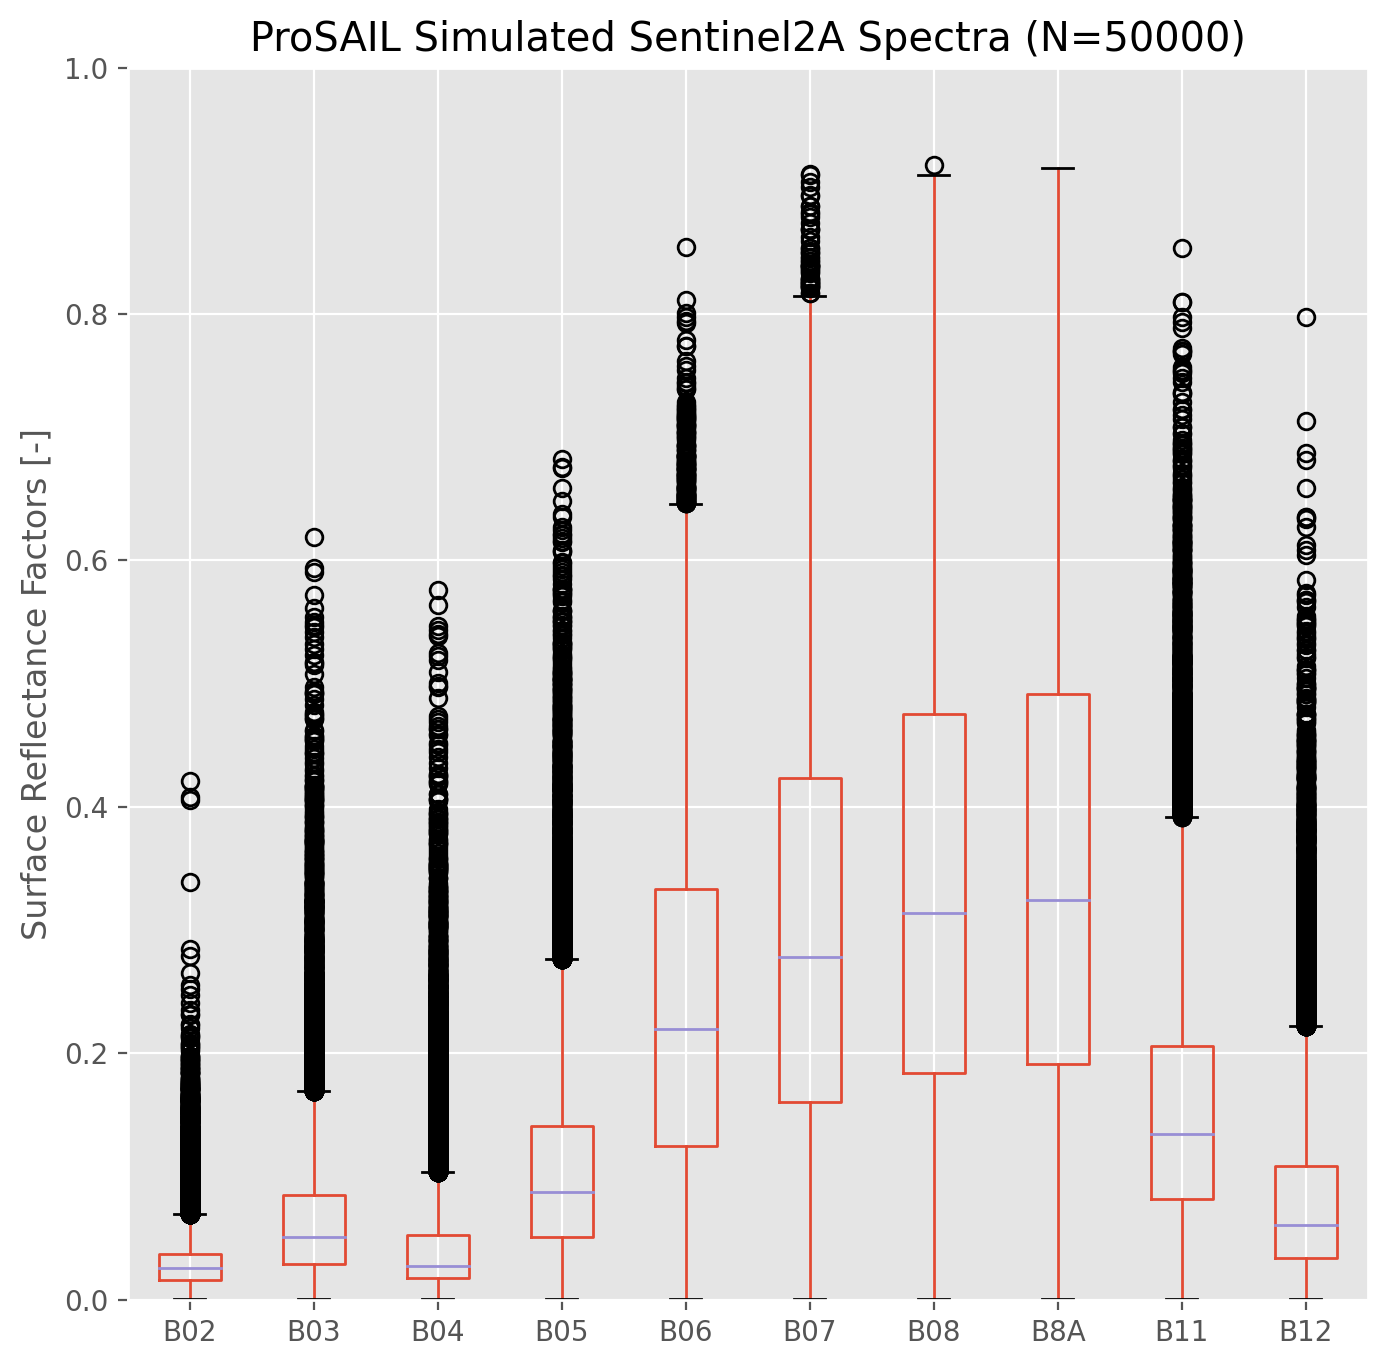 ProSAIL Simulated Sentinel2A Spectra (N=50000)
Surface Reflectance Factors [-]
1.0
0.8
0.6
0.4
0.2
0.0
B02 B03 B04 B05 B06 B07 B08 B8A B11 B12